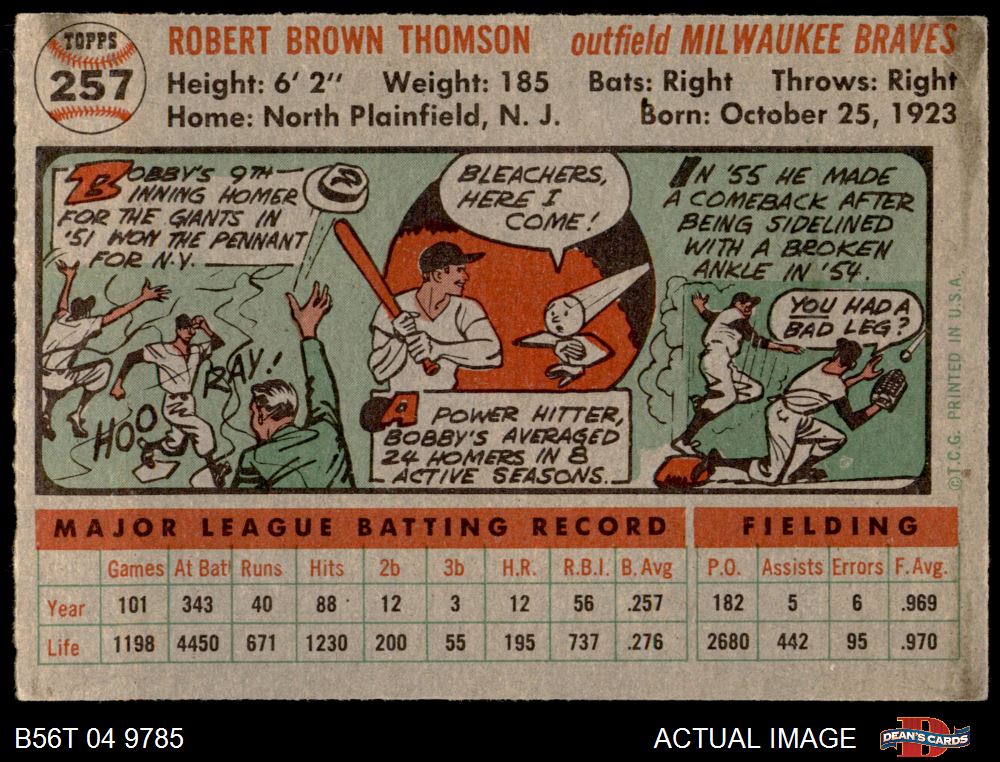 TOPPS
257
ROBERT BROWN THOMSON outfield MILWAUKEE BRAVES
Height: 6' 2" Weight: 185 Bats: Right Throws: Right
Home: North Plainfield, N. J. Born: October 25, 1923
BOBBY'S 9TH
INNING HOMER
FOR THE GIANTS IN
'51 WON THE PENNANT
FOR N.Y.
RAY!
HOO
BLEACHERS,
HERE I
COME!
A POWER HITTER,
BOBBY'S AVERAGED
24 HOMERS IN 8
ACTIVE SEASONS.
IN '55 HE MADE
A COMEBACK AFTER
BEING SIDELINED
WITH A BROKEN
ANKLE IN '54.
YOU HAD A
BAD LEG?
©T.C.G. PRINTED IN U.S.A.
MAJOR LEAGUE BATTING RECORD FIELDING
Games At Bat Runs Hits 2b 3b H.R. R.B.I. B. Avg P.O. Assists Errors F. Avg.
Year 101 343 40 88 12 3 12 56 .257 182 5 6 .969
Life 1198 4450 671 1230 200 55 195 737 .276 2680 442 95 .970
B56T 04 9785 ACTUAL IMAGE DEAN'S CARDS